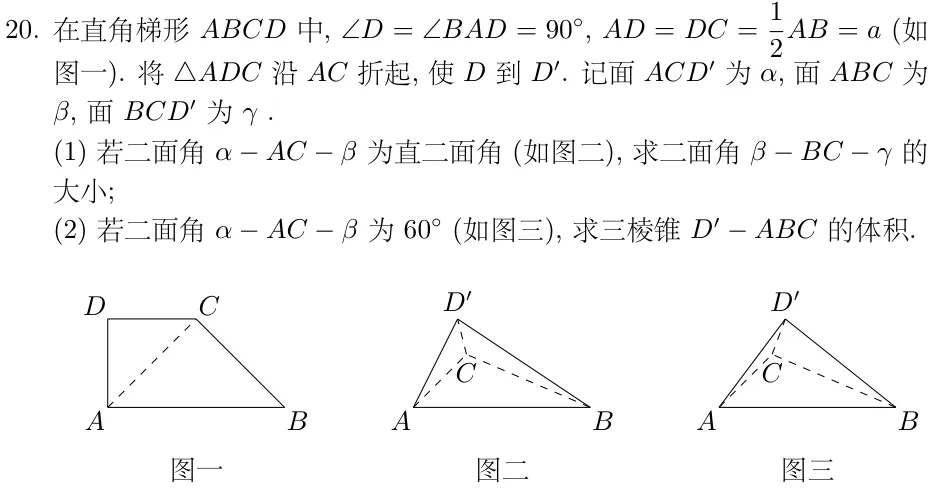 20. 在直角梯形 ABCD 中, ∠D = ∠BAD = 90°, AD = DC = 1/2 AB = a (如
图一). 将 △ADC 沿 AC 折起, 使 D 到 D′. 记面 ACD′ 为 α, 面 ABC 为
β, 面 BCD′ 为 γ .
(1) 若二面角 α − AC − β 为直二面角 (如图二), 求二面角 β − BC − γ 的
大小;
(2) 若二面角 α − AC − β 为 60° (如图三), 求三棱锥 D′ − ABC 的体积.
D C D′ D′
C C
A B A B A B
图一 图二 图三